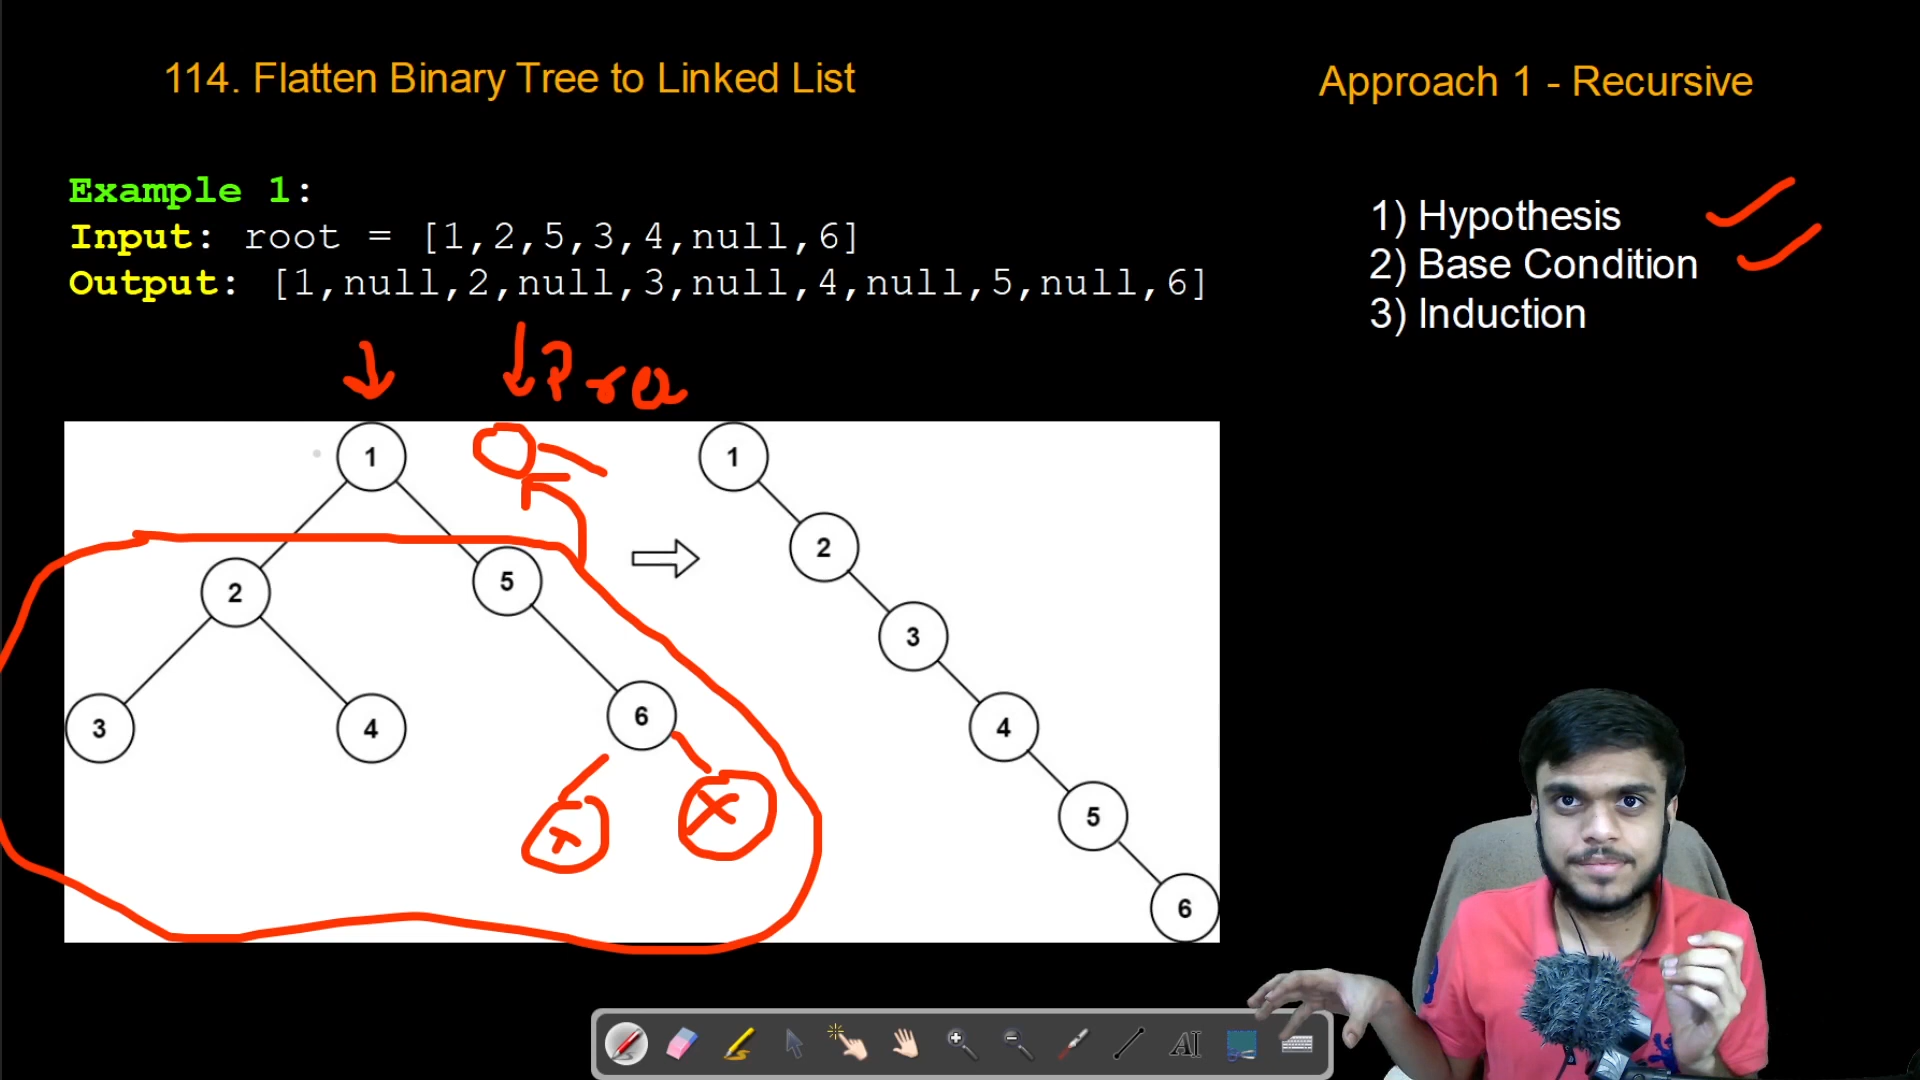 114. Flatten Binary Tree to Linked List
Approach 1 - Recursive
Example 1:
Input: root = [1,2,5,3,4,null,6]
Output: [1,null,2,null,3,null,4,null,5,null,6]
1) Hypothesis
2) Base Condition
3) Induction
1
2
5
3
4
6
1
2
3
4
5
6
AI